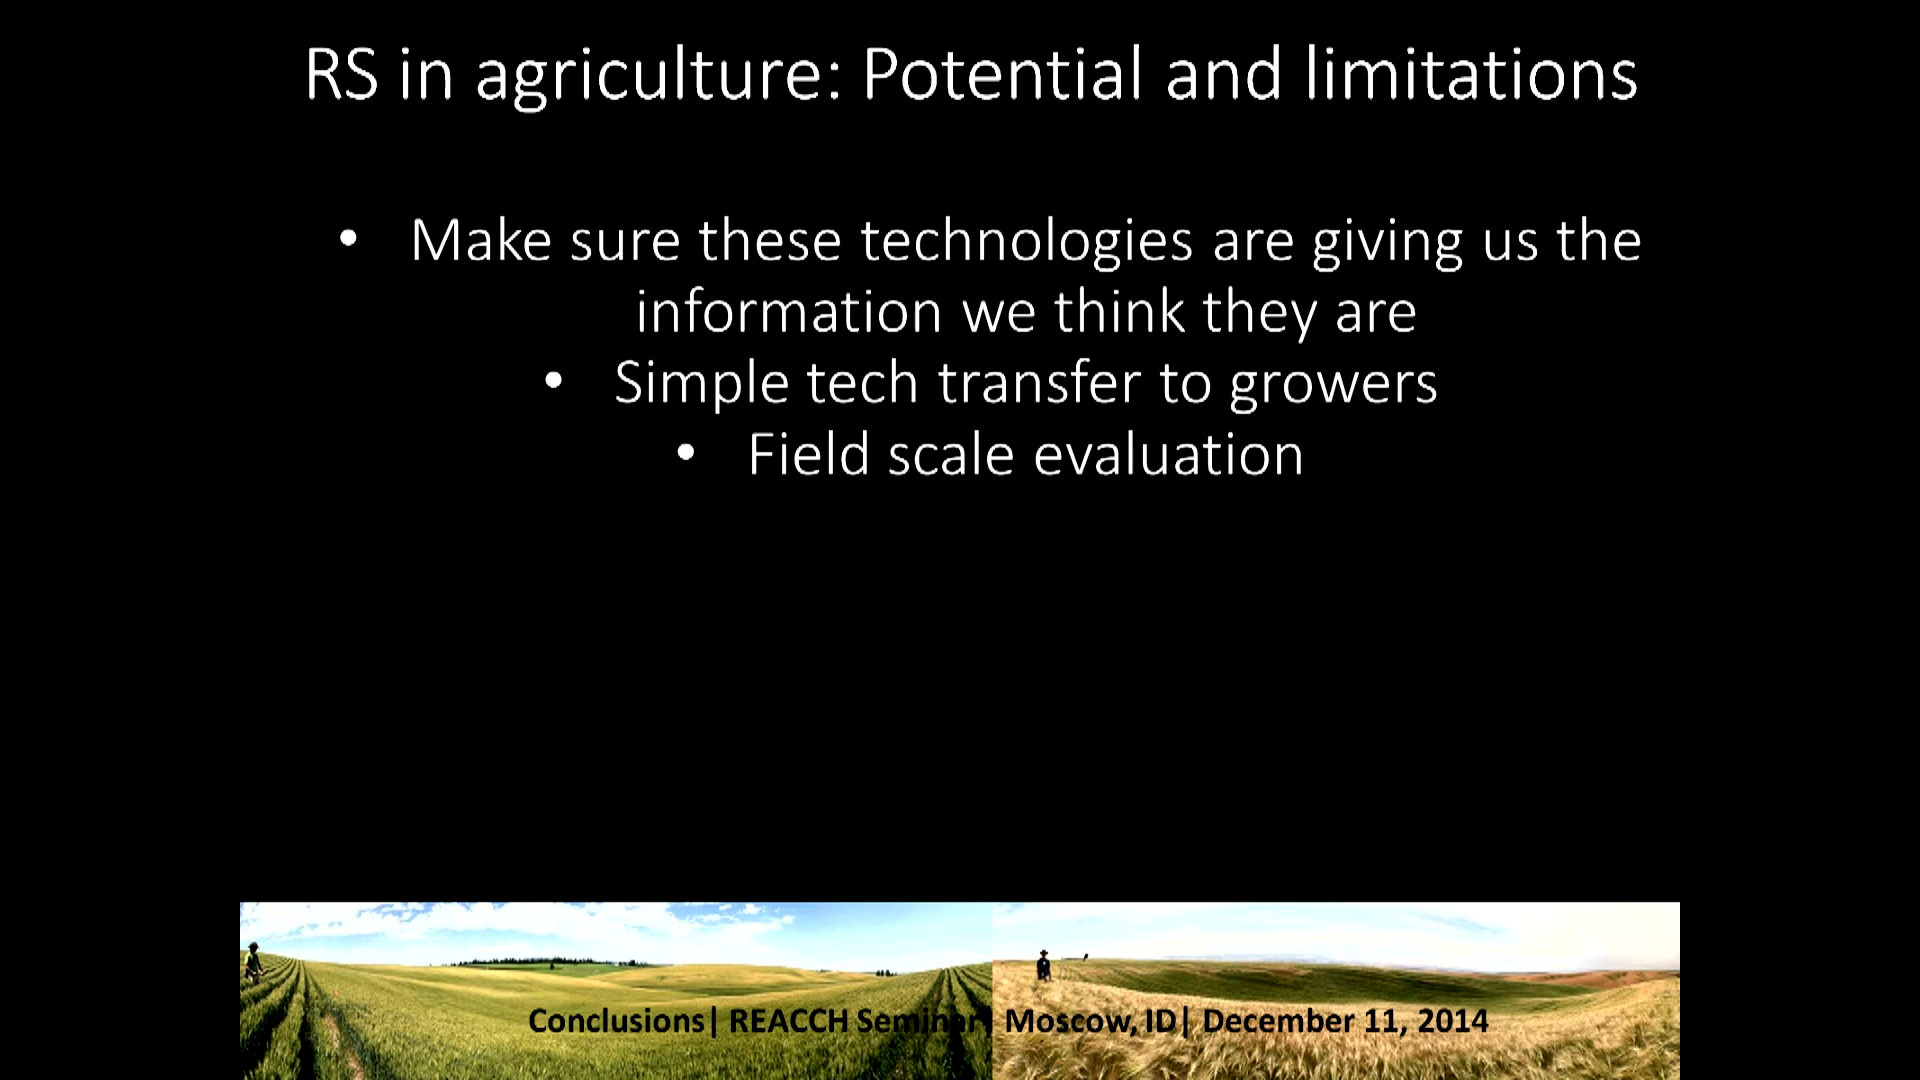 RS in agriculture: Potential and limitations
• Make sure these technologies are giving us the
information we think they are
• Simple tech transfer to growers
• Field scale evaluation
Conclusions| REACCH Seminar| Moscow, ID| December 11, 2014